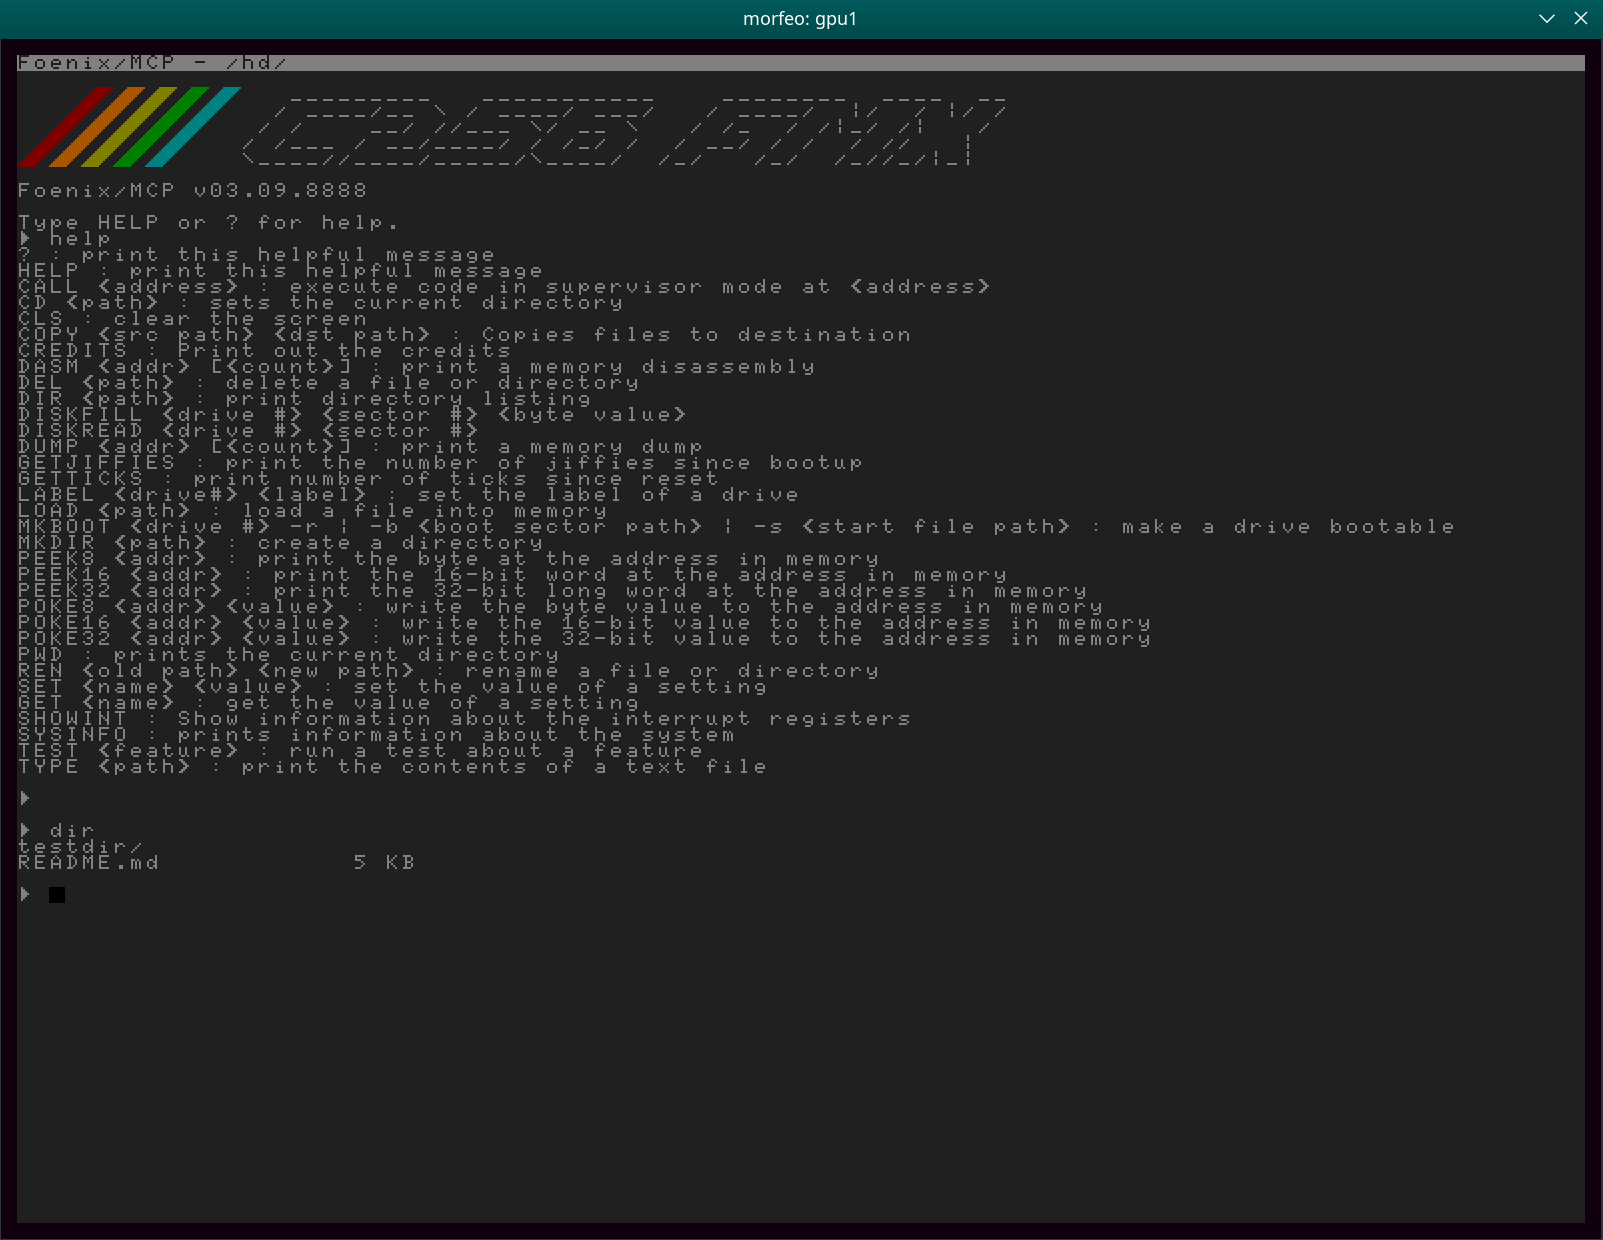 morfeo: gpu1
Foenix/MCP - /hd/
C256 FMX
Foenix/MCP v03.09.8888
Type HELP or ? for help.
help
? : print this helpful message
HELP : print this helpful message
CALL <address> : execute code in supervisor mode at <address>
CD <path> : sets the current directory
CLS : clear the screen
COPY <src path> <dst path> : Copies files to destination
CREDITS : Print out the credits
DASM <addr> [<count>] : print a memory disassembly
DEL <path> : delete a file or directory
DIR <path> : print directory listing
DISKFILL <drive #> <sector #> <byte value>
DISKREAD <drive #> <sector #>
DUMP <addr> [<count>] : print a memory dump
GETJIFFIES : print the number of jiffies since bootup
GETTICKS : print number of ticks since reset
LABEL <drive#> <label> : set the label of a drive
LOAD <path> : load a file into memory
MKBOOT <drive #> -r | -b <boot sector path> | -s <start file path> : make a drive bootable
MKDIR <path> : create a directory
PEEK8 <addr> : print the byte at the address in memory
PEEK16 <addr> : print the 16-bit word at the address in memory
PEEK32 <addr> : print the 32-bit long word at the address in memory
POKE8 <addr> <value> : write the byte value to the address in memory
POKE16 <addr> <value> : write the 16-bit value to the address in memory
POKE32 <addr> <value> : write the 32-bit value to the address in memory
PWD : prints the current directory
REN <old path> <new path> : rename a file or directory
SET <name> <value> : set the value of a setting
GET <name> : get the value of a setting
SHOWINT : Show information about the interrupt registers
SYSINFO : prints information about the system
TEST <feature> : run a test about a feature
TYPE <path> : print the contents of a text file
dir
testdir/
README.md 5 KB